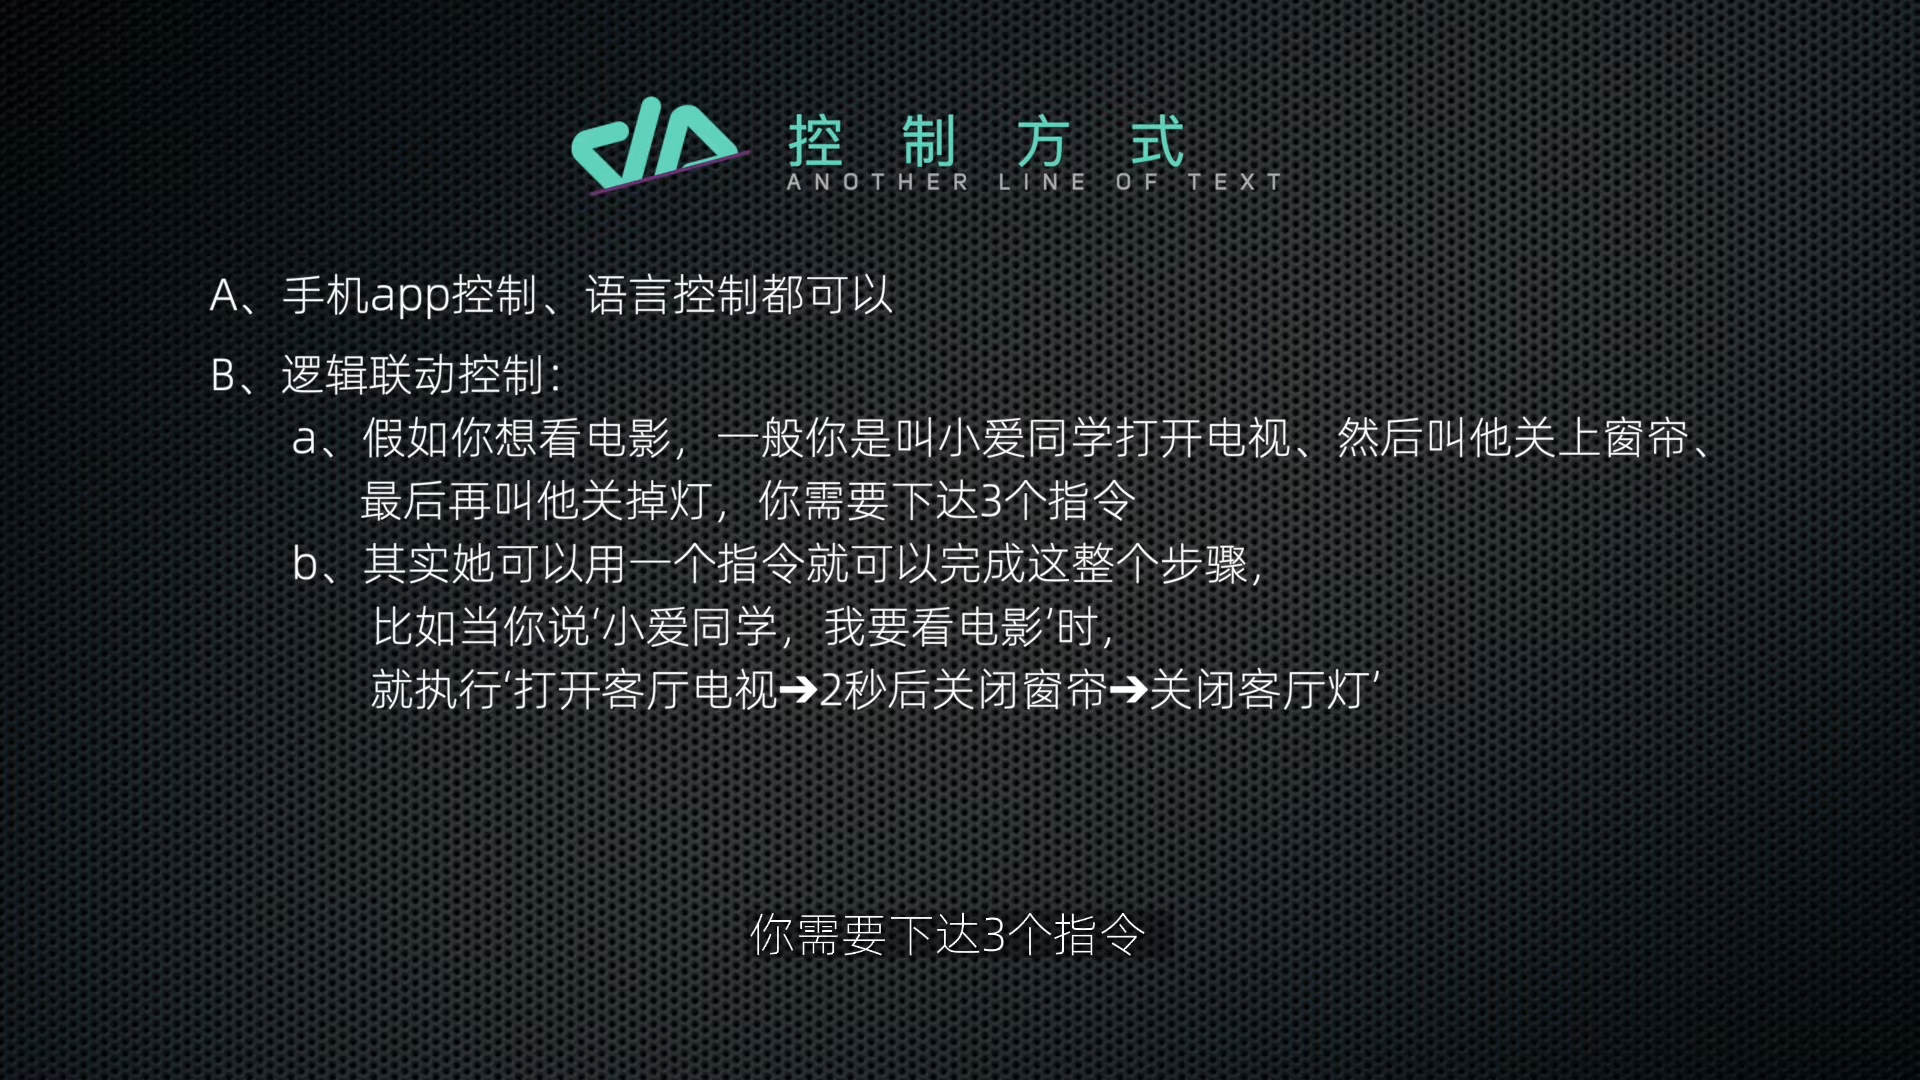 控制方式
ANOTHER LINE OF TEXT
A、手机app控制、语言控制都可以
B、逻辑联动控制：
a、假如你想看电影，一般你是叫小爱同学打开电视、然后叫他关上窗帘、
最后再叫他关掉灯，你需要下达3个指令
b、其实她可以用一个指令就可以完成这整个步骤，
比如当你说‘小爱同学，我要看电影’时，
就执行‘打开客厅电视➔2秒后关闭窗帘➔关闭客厅灯’
你需要下达3个指令